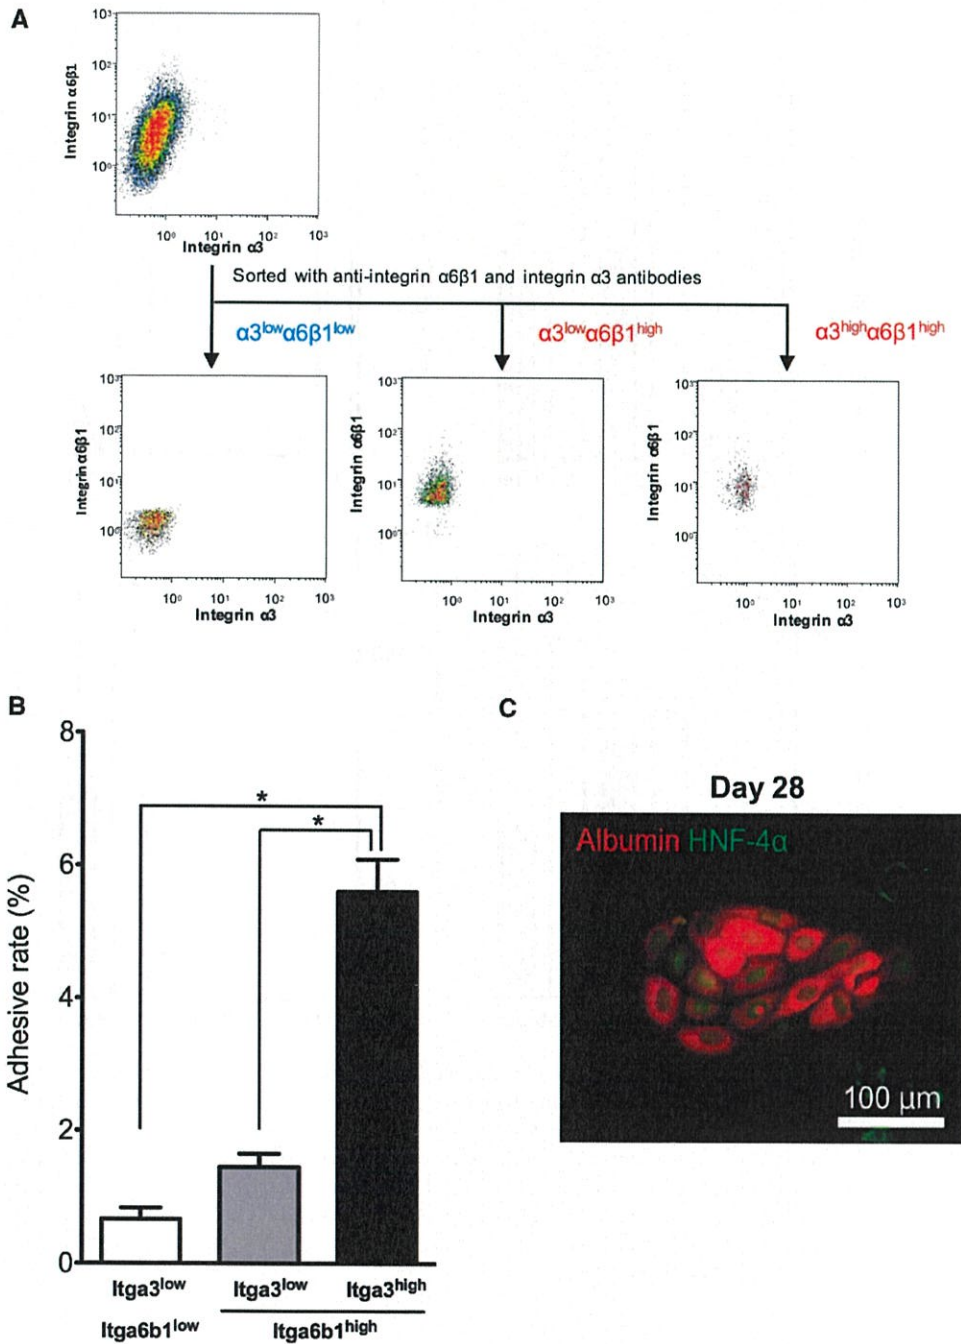 A
Integrin α6β1
10³
10²
10¹
10⁰
10⁰ 10¹ 10² 10³
Integrin α3
Sorted with anti-integrin α6β1 and integrin α3 antibodies
α3lowα6β1low
α3lowα6β1high
α3highα6β1high
Integrin α6β1
10³
10²
10¹
10⁰
10⁰ 10¹ 10² 10³
Integrin α3
Integrin α6β1
10³
10²
10¹
10⁰
10⁰ 10¹ 10² 10³
Integrin α3
Integrin α6β1
10³
10²
10¹
10⁰
10⁰ 10¹ 10² 10³
Integrin α3
B
Adhesive rate (%)
8
6
4
2
0
*
*
Itga3low Itga3low Itga3high
Itga6b1low Itga6b1high
C
Day 28
Albumin HNF-4α
100 µm